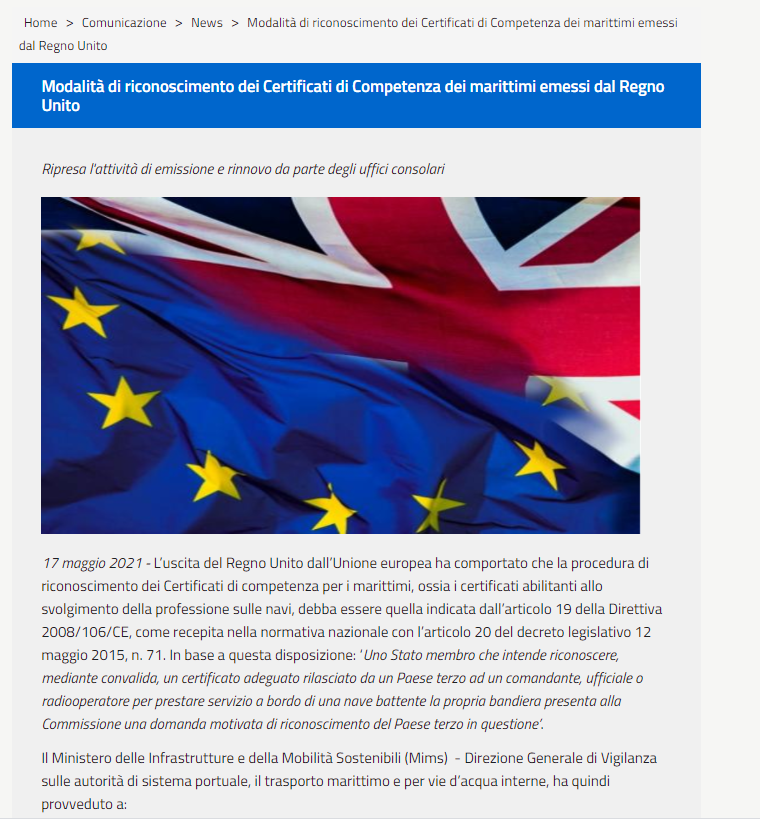 Home > Comunicazione > News > Modalità di riconoscimento dei Certificati di Competenza dei marittimi emessi
dal Regno Unito
Modalità di riconoscimento dei Certificati di Competenza dei marittimi emessi dal Regno
Unito
Ripresa l'attività di emissione e rinnovo da parte degli uffici consolari
17 maggio 2021 - L’uscita del Regno Unito dall’Unione europea ha comportato che la procedura di
riconoscimento dei Certificati di competenza per i marittimi, ossia i certificati abilitanti allo
svolgimento della professione sulle navi, debba essere quella indicata dall’articolo 19 della Direttiva
2008/106/CE, come recepita nella normativa nazionale con l’articolo 20 del decreto legislativo 12
maggio 2015, n. 71. In base a questa disposizione: ‘Uno Stato membro che intende riconoscere,
mediante convalida, un certificato adeguato rilasciato da un Paese terzo ad un comandante, ufficiale o
radiooperatore per prestare servizio a bordo di una nave battente la propria bandiera presenta alla
Commissione una domanda motivata di riconoscimento del Paese terzo in questione’.
Il Ministero delle Infrastrutture e della Mobilità Sostenibili (Mims) - Direzione Generale di Vigilanza
sulle autorità di sistema portuale, il trasporto marittimo e per vie d’acqua interne, ha quindi
provveduto a: